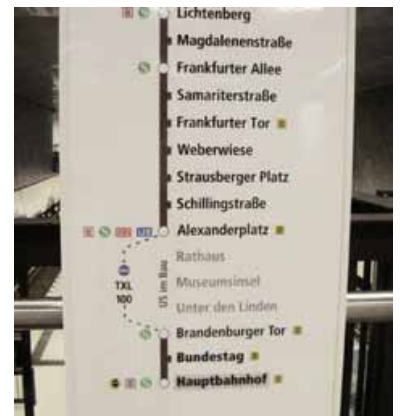 Lichtenberg
Magdalenenstraße
Frankfurter Allee
Samariterstraße
Frankfurter Tor
Weberwiese
Strausberger Platz
Schillingstraße
Alexanderplatz
Rathaus
TXL
100
U5 im Bau
Museumsinsel
Unter den Linden
Brandenburger Tor
Bundestag
Hauptbahnhof